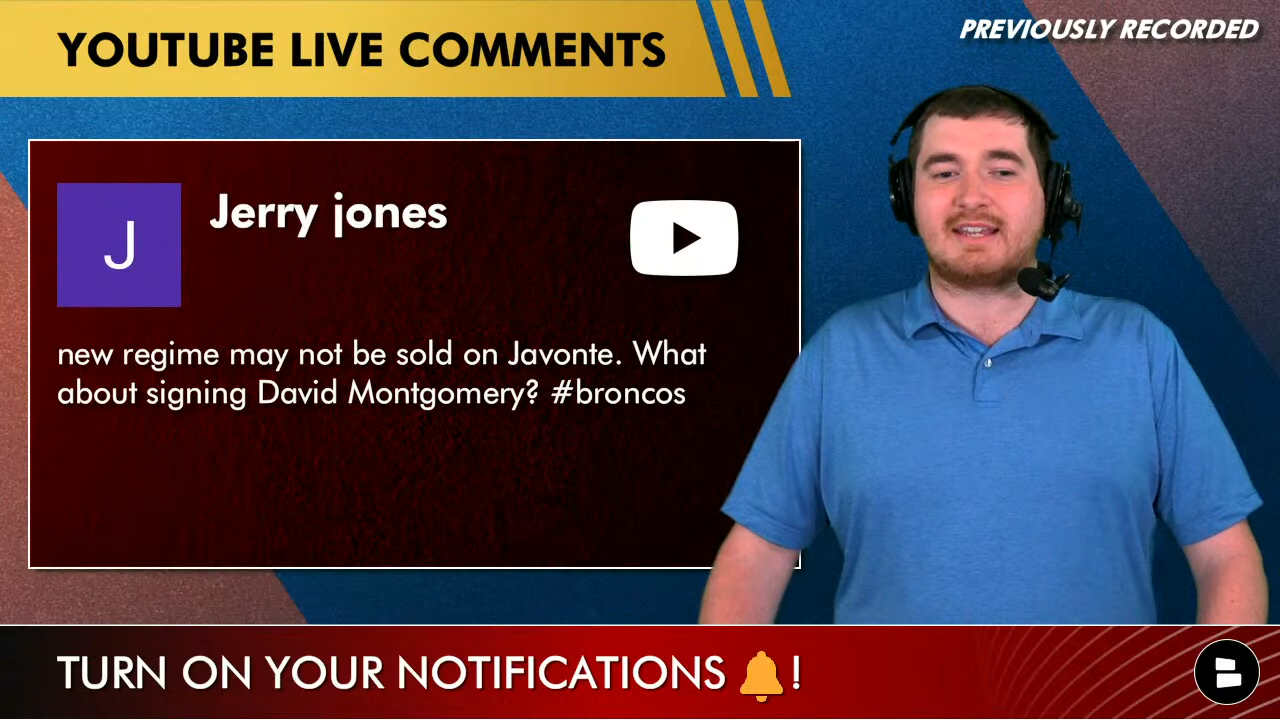 YOUTUBE LIVE COMMENTS
PREVIOUSLY RECORDED
J
Jerry jones
new regime may not be sold on Javonte. What
about signing David Montgomery? #broncos
TURN ON YOUR NOTIFICATIONS 🔔!